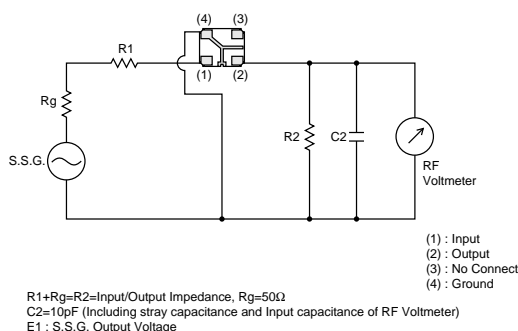 (4) (3)
R1
(1) (2)
Rg
S.S.G.
R2
C2
RF
Voltmeter
(1) : Input
(2) : Output
(3) : No Connect
(4) : Ground
R1+Rg=R2=Input/Output Impedance, Rg=50Ω
C2=10pF (Including stray capacitance and Input capacitance of RF Voltmeter)
E1 : S.S.G. Output Voltage